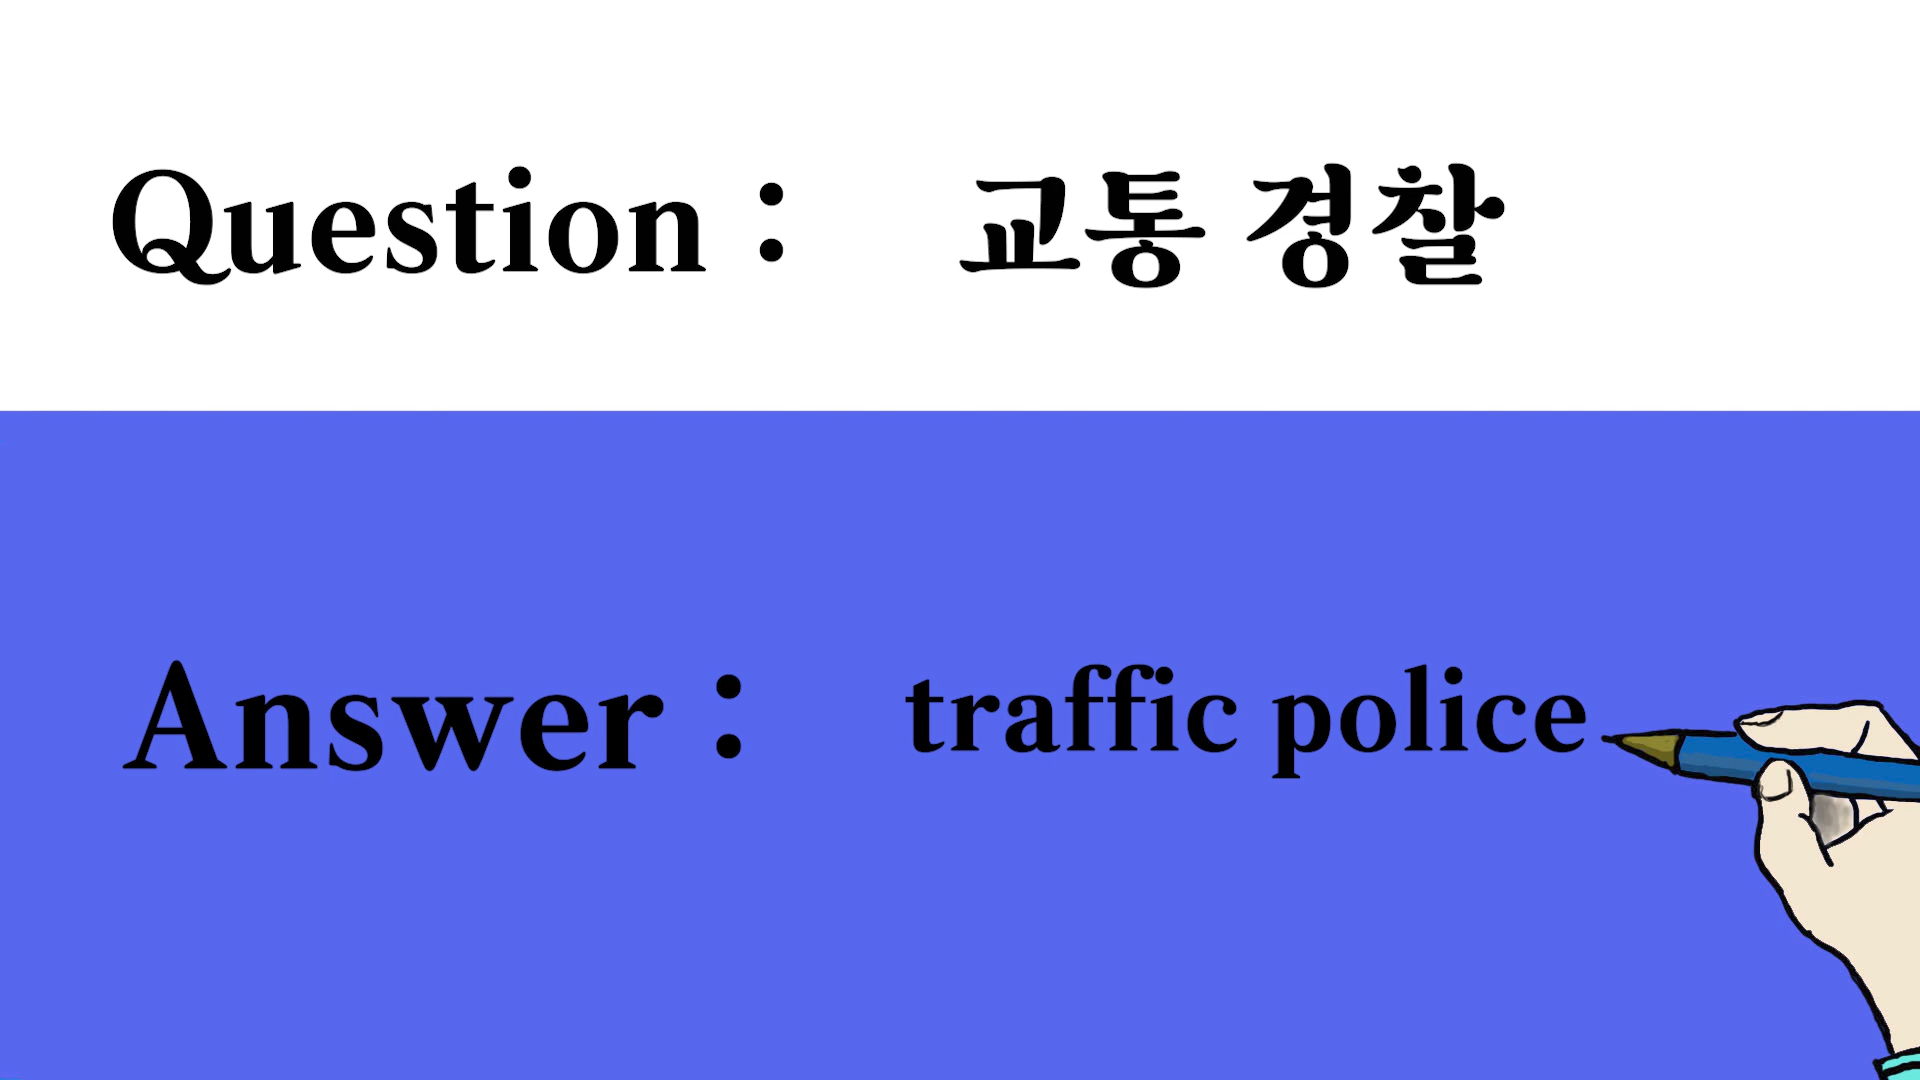 Question : 교통 경찰
Answer : traffic police